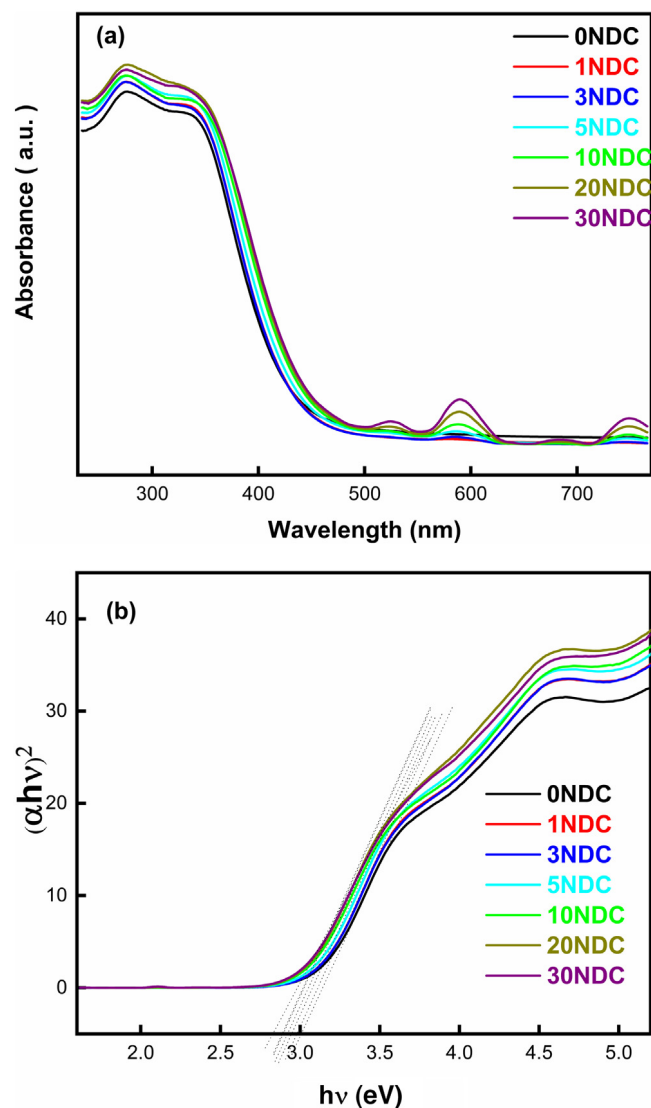 (a)
0NDC
1NDC
3NDC
5NDC
10NDC
20NDC
30NDC
Absorbance ( a.u.)
300 400 500 600 700
Wavelength (nm)
(b)
40
30
20
10
0
(αhν)²
0NDC
1NDC
3NDC
5NDC
10NDC
20NDC
30NDC
2.0 2.5 3.0 3.5 4.0 4.5 5.0
hν (eV)